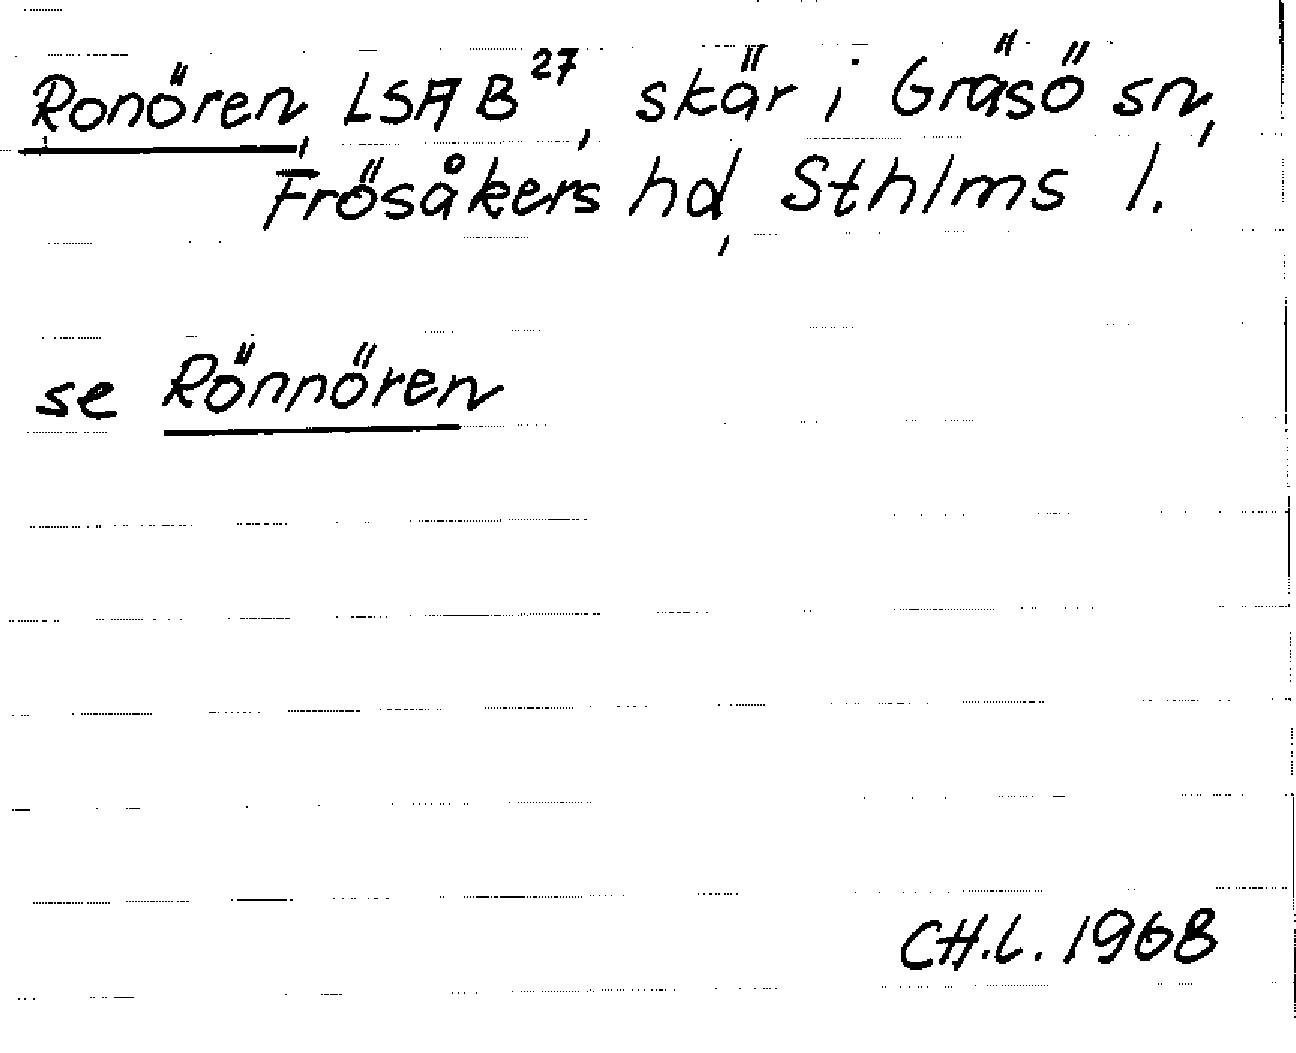 Ronören, LSA B27, skär i Gräsö sn,
Frösåkers hd, Sthlms l.
se Rönnören
CH.L. 1968